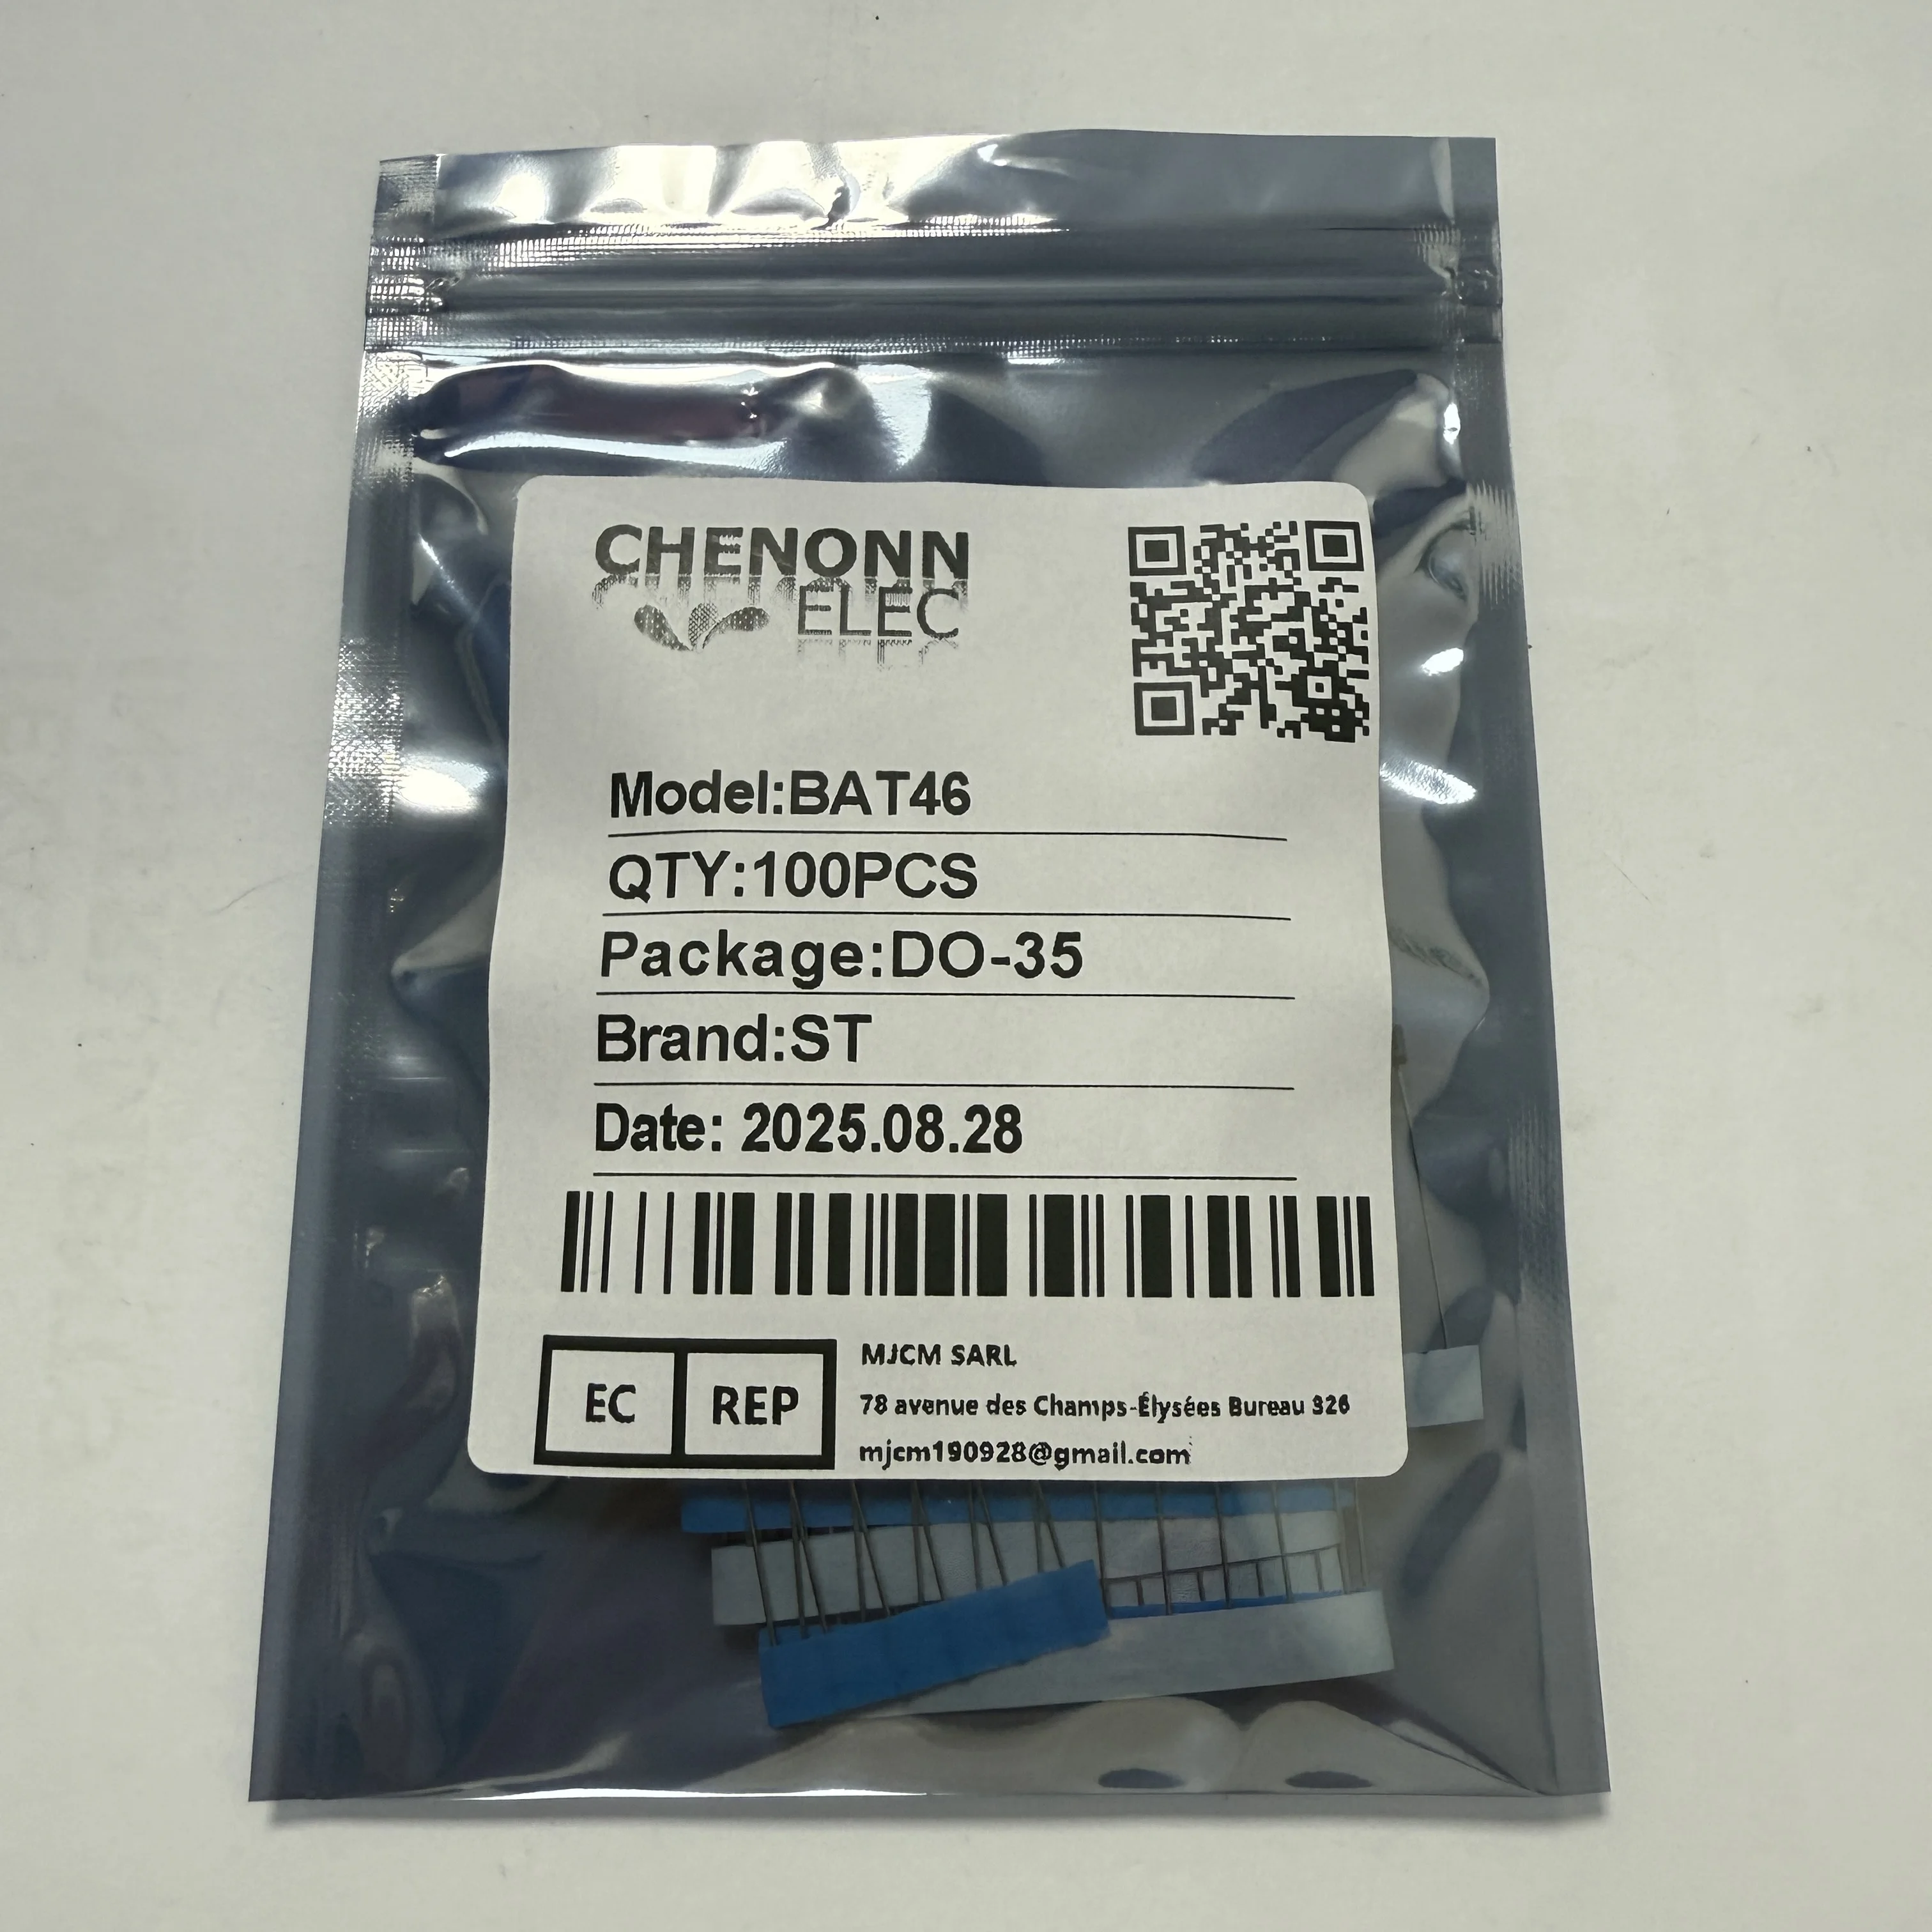 CHENONN
ELEC
Model:BAT46
QTY:100PCS
Package:DO-35
Brand:ST
Date: 2025.08.28
EC REP
MJCM SARL
78 avenue des Champs-Élysées Bureau 326
mjcm190928@gmail.com